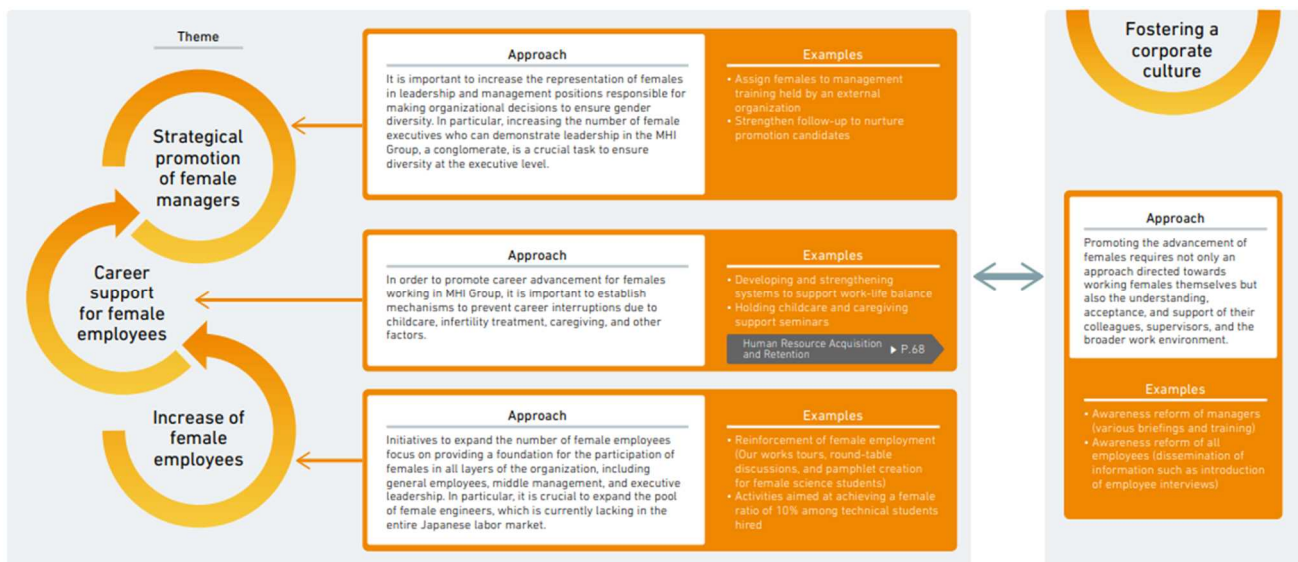 Theme
Strategical
promotion
of female
managers
Approach
It is important to increase the representation of females
in leadership and management positions responsible for
making organizational decisions to ensure gender
diversity. In particular, increasing the number of female
executives who can demonstrate leadership in the MHI
Group, a conglomerate, is a crucial task to ensure
diversity at the executive level.
Examples
• Assign females to management
training held by an external
organization
• Strengthen follow-up to nurture
promotion candidates
Career
support
for female
employees
Approach
In order to promote career advancement for females
working in MHI Group, it is important to establish
mechanisms to prevent career interruptions due to
childcare, infertility treatment, caregiving, and other
factors.
Examples
• Developing and strengthening
systems to support work-life balance
• Holding childcare and caregiving
support seminars
Human Resource Acquisition
and Retention
▶ P.68
Increase of
female
employees
Approach
Initiatives to expand the number of female employees
focus on providing a foundation for the participation of
females in all layers of the organization, including
general employees, middle management, and executive
leadership. In particular, it is crucial to expand the pool
of female engineers, which is currently lacking in the
entire Japanese labor market.
Examples
• Reinforcement of female employment
(Our works tours, round-table
discussions, and pamphlet creation
for female science students)
• Activities aimed at achieving a female
ratio of 10% among technical students
hired
Fostering a
corporate
culture
Approach
Promoting the advancement of
females requires not only an
approach directed towards
working females themselves but
also the understanding,
acceptance, and support of their
colleagues, supervisors, and the
broader work environment.
Examples
• Awareness reform of managers
(various briefings and training)
• Awareness reform of all
employees (dissemination of
information such as introduction
of employee interviews)